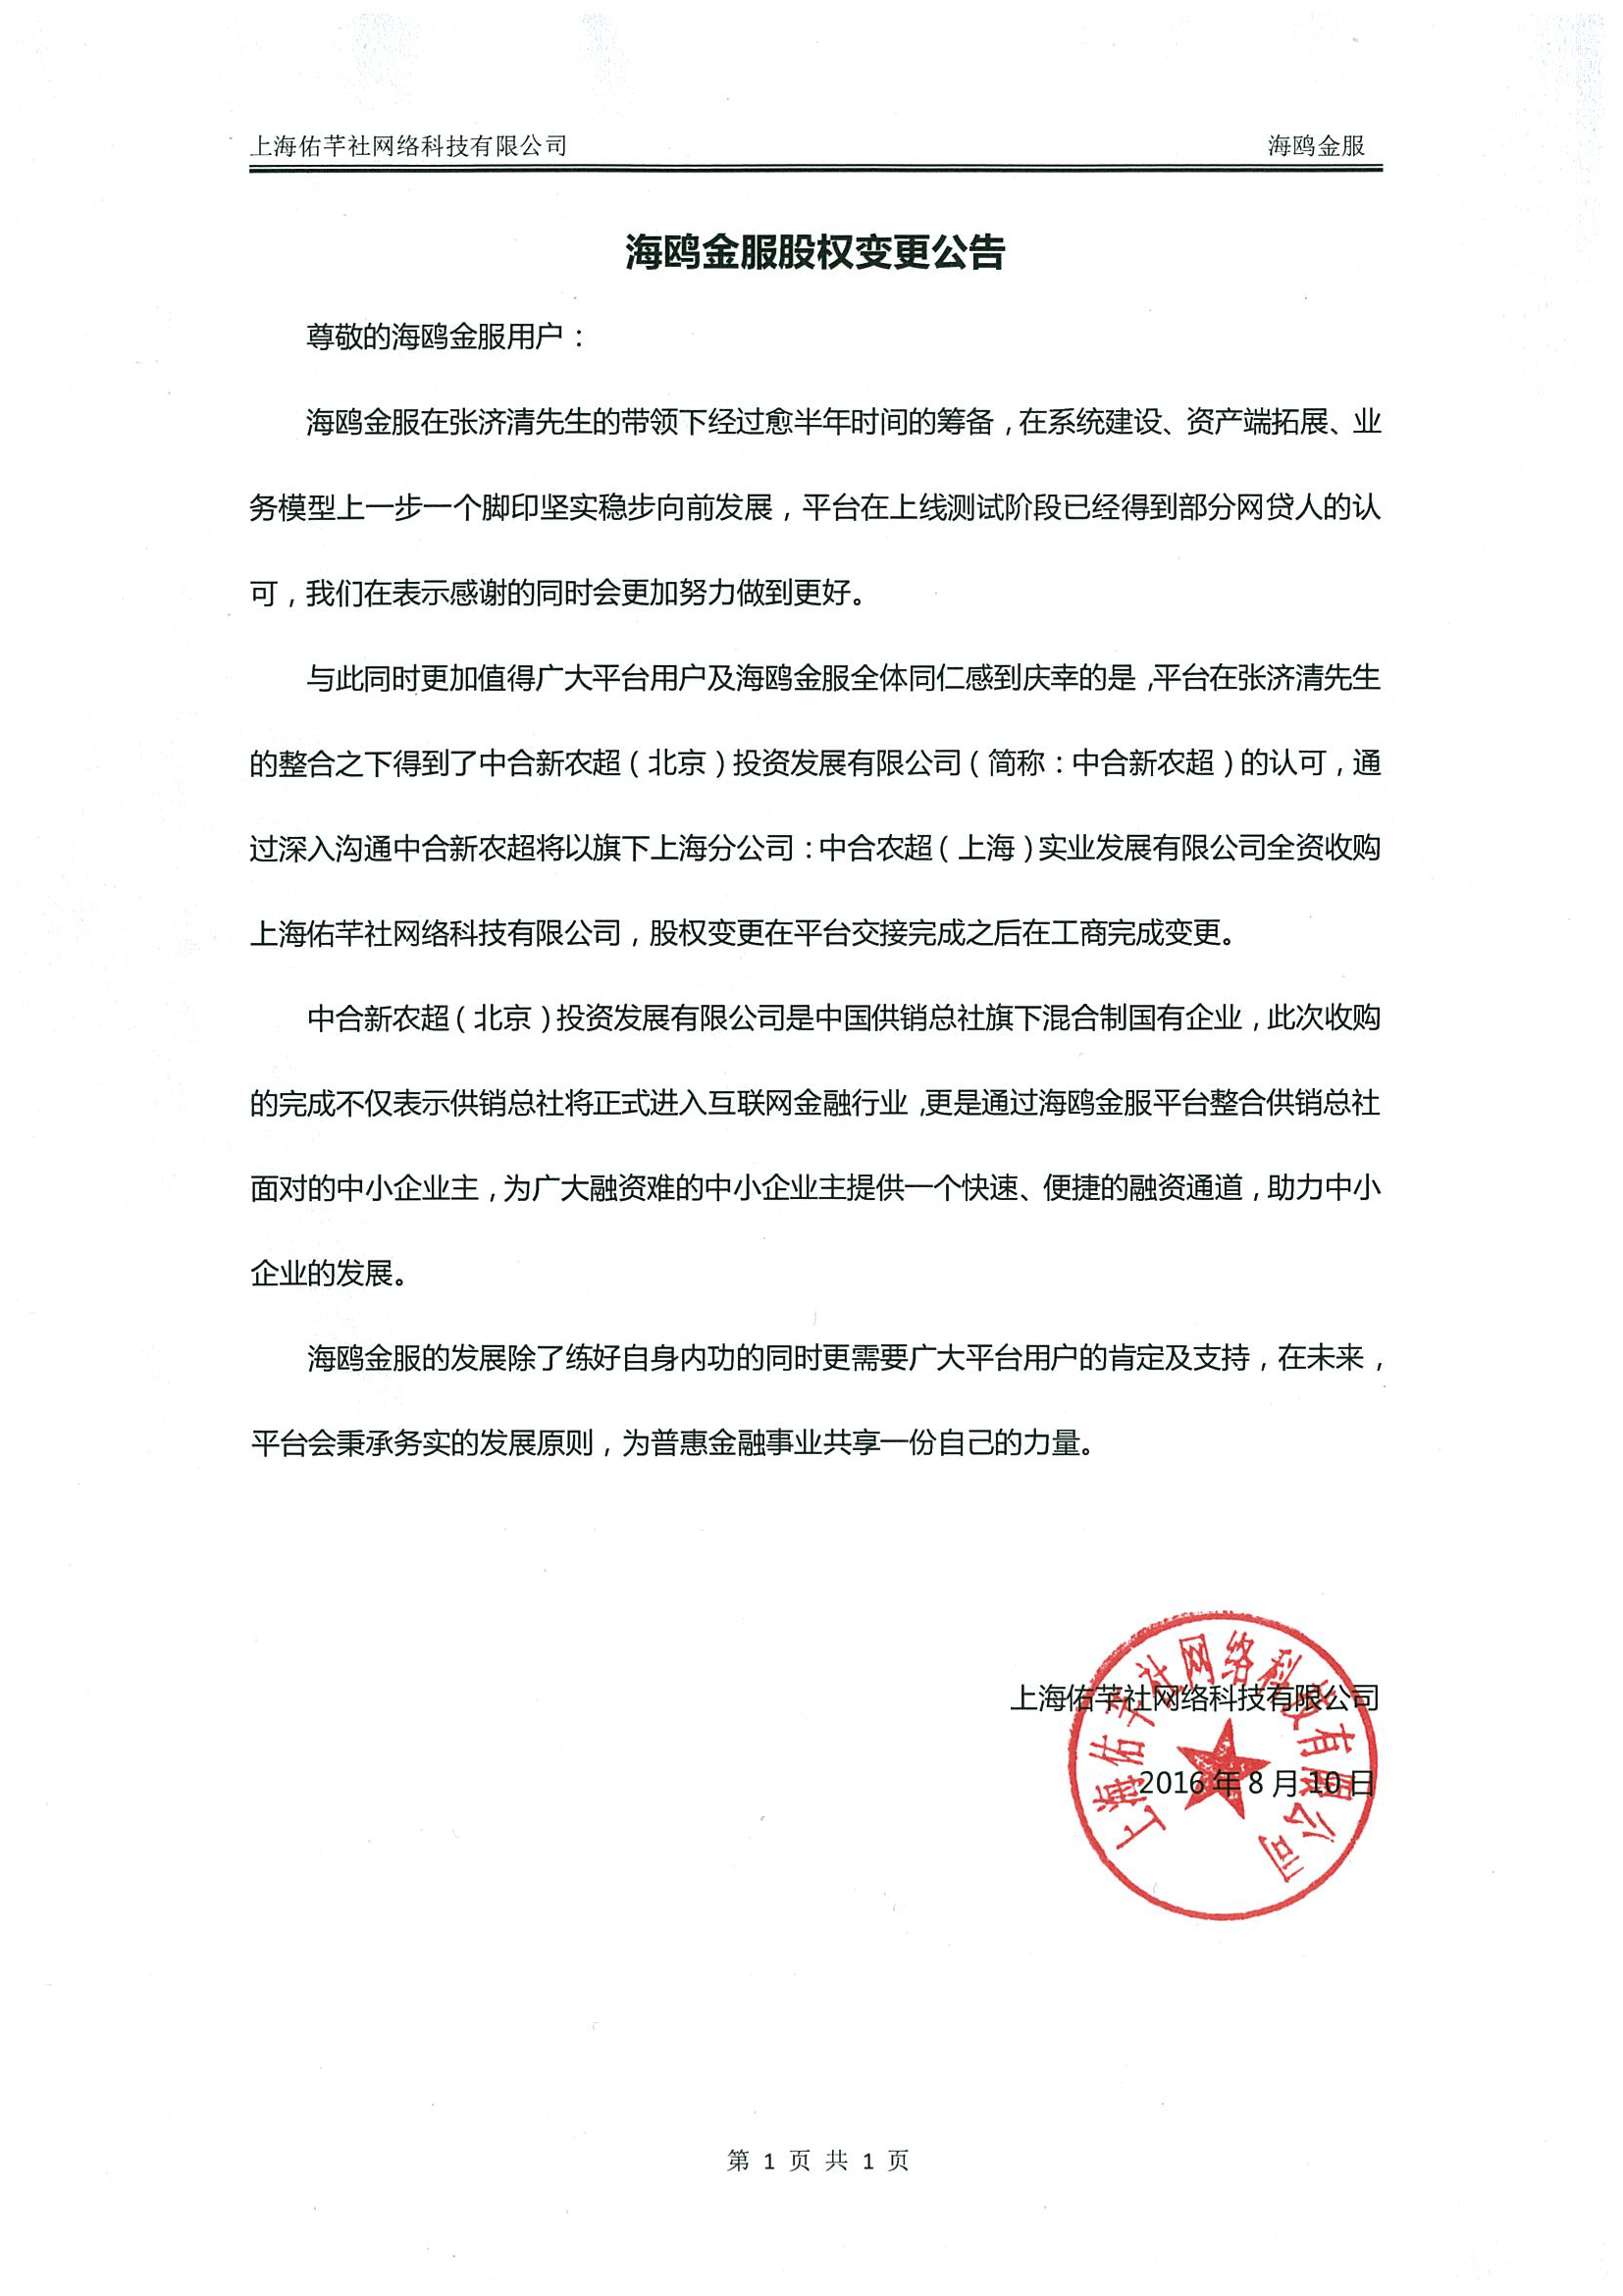 上海佑芊社网络科技有限公司 海鸥金服
海鸥金服股权变更公告
尊敬的海鸥金服用户：
海鸥金服在张济清先生的带领下经过愈半年时间的筹备，在系统建设、资产端拓展、业
务模型上一步一个脚印坚实稳步向前发展，平台在上线测试阶段已经得到部分网贷人的认
可，我们在表示感谢的同时会更加努力做到更好。
与此同时更加值得广大平台用户及海鸥金服全体同仁感到庆幸的是，平台在张济清先生
的整合之下得到了中合新农超（北京）投资发展有限公司（简称：中合新农超）的认可，通
过深入沟通中合新农超将以旗下上海分公司：中合农超（上海）实业发展有限公司全资收购
上海佑芊社网络科技有限公司，股权变更在平台交接完成之后在工商完成变更。
中合新农超（北京）投资发展有限公司是中国供销总社旗下混合制国有企业，此次收购
的完成不仅表示供销总社将正式进入互联网金融行业，更是通过海鸥金服平台整合供销总社
面对的中小企业主，为广大融资难的中小企业主提供一个快速、便捷的融资通道，助力中小
企业的发展。
海鸥金服的发展除了练好自身内功的同时更需要广大平台用户的肯定及支持，在未来，
平台会秉承务实的发展原则，为普惠金融事业共享一份自己的力量。
上海佑芊社网络科技有限公司
2016 年 8 月 10 日
上海佑芊社网络科技有限公司
第 1 页 共 1 页